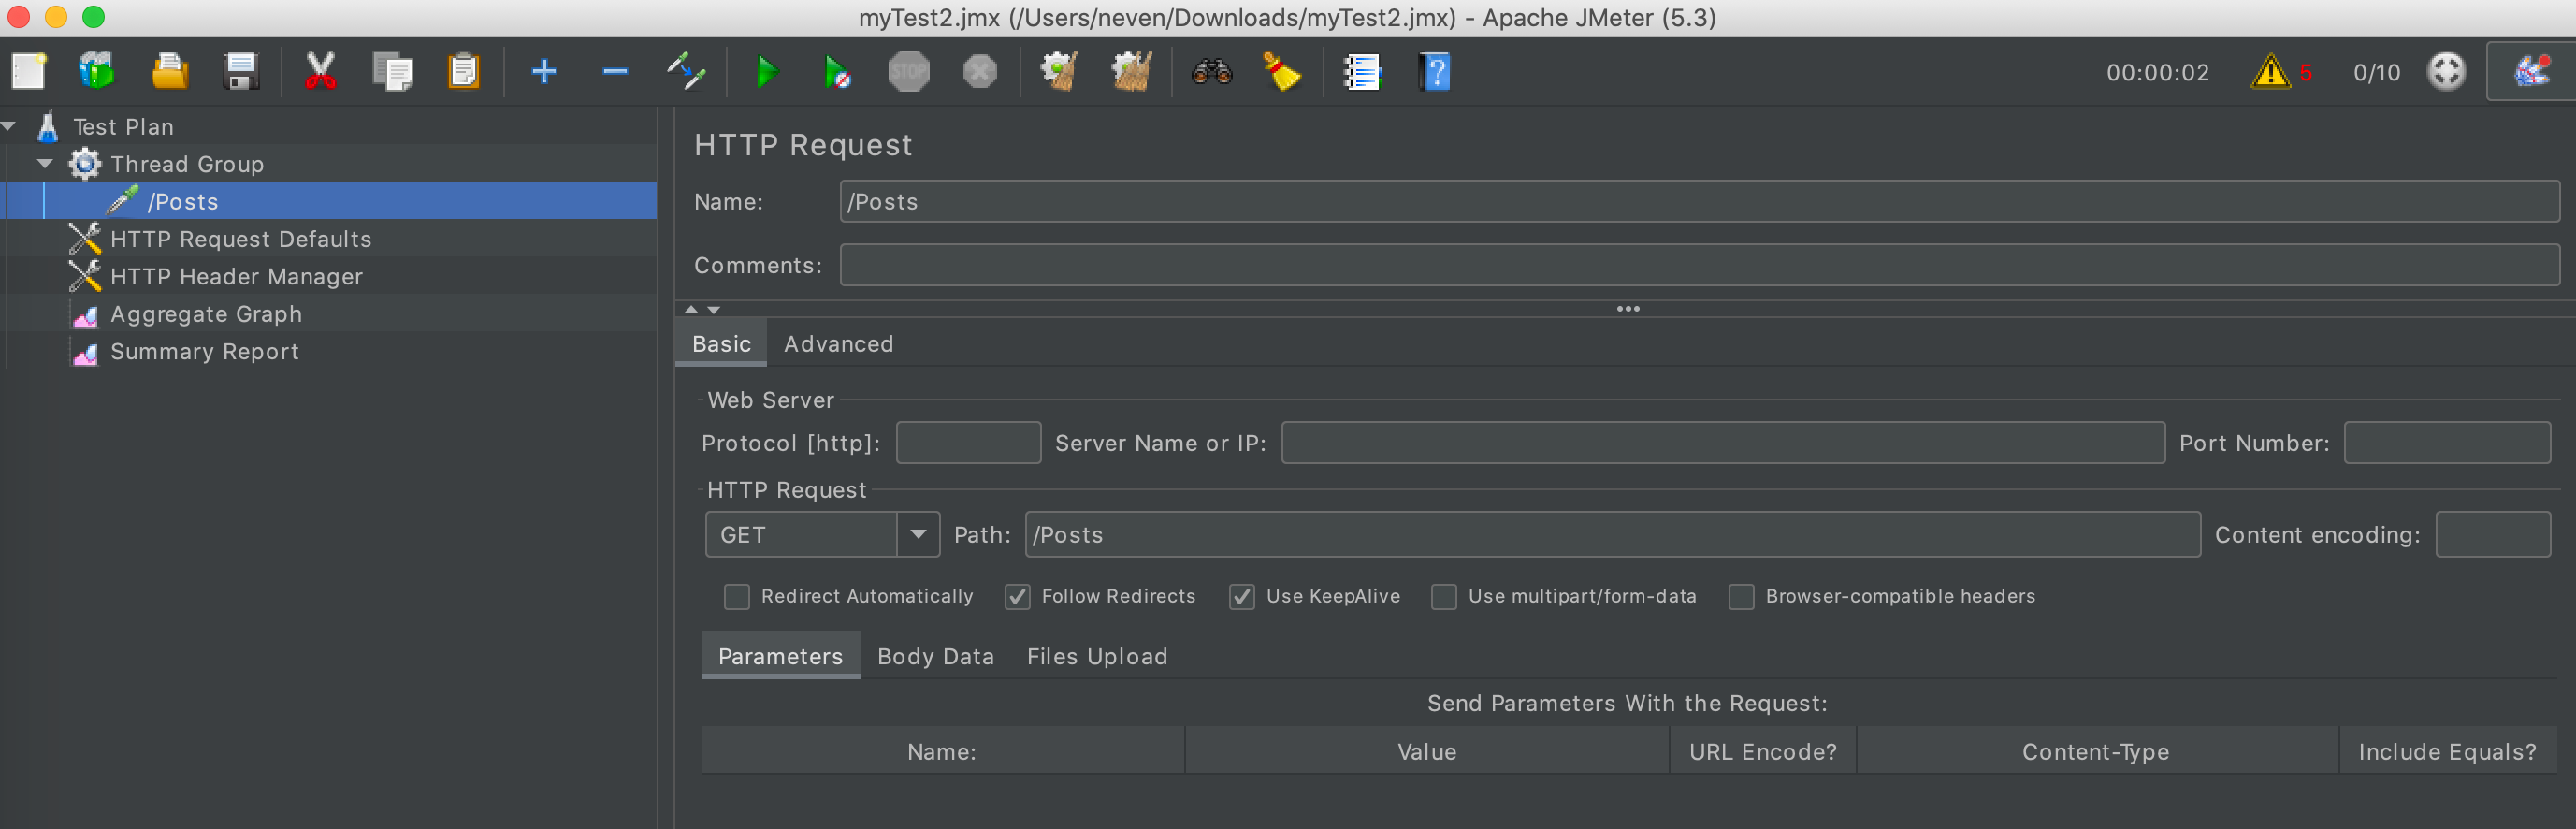 myTest2.jmx (/Users/neven/Downloads/myTest2.jmx) - Apache JMeter (5.3)
STOP
?
00:00:02
5
0/10
Test Plan
Thread Group
/Posts
HTTP Request Defaults
HTTP Header Manager
Aggregate Graph
Summary Report
HTTP Request
Name: /Posts
Comments:
Basic Advanced
Web Server
Protocol [http]: Server Name or IP: Port Number:
HTTP Request
GET Path: /Posts Content encoding:
Redirect Automatically Follow Redirects Use KeepAlive Use multipart/form-data Browser-compatible headers
Parameters Body Data Files Upload
Send Parameters With the Request:
Name: Value URL Encode? Content-Type Include Equals?